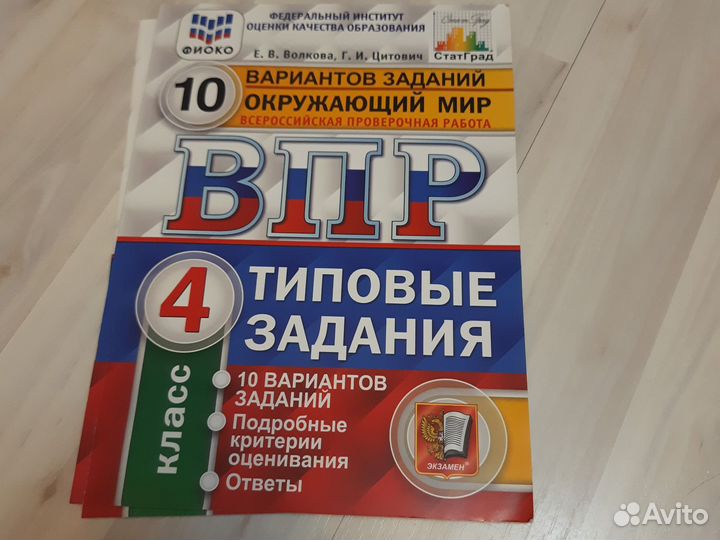 ФЕДЕРАЛЬНЫЙ ИНСТИТУТ
ОЦЕНКИ КАЧЕСТВА ОБРАЗОВАНИЯ
ФИОКО
Е. В. Волкова, Г. И. Цитович
СтатГрад
10
ВАРИАНТОВ ЗАДАНИЙ
ОКРУЖАЮЩИЙ МИР
ВСЕРОССИЙСКАЯ ПРОВЕРОЧНАЯ РАБОТА
ВПР
4
класс
ТИПОВЫЕ
ЗАДАНИЯ
10 ВАРИАНТОВ
ЗАДАНИЙ
Подробные
критерии
оценивания
Ответы
ЭКЗАМЕН
Avito